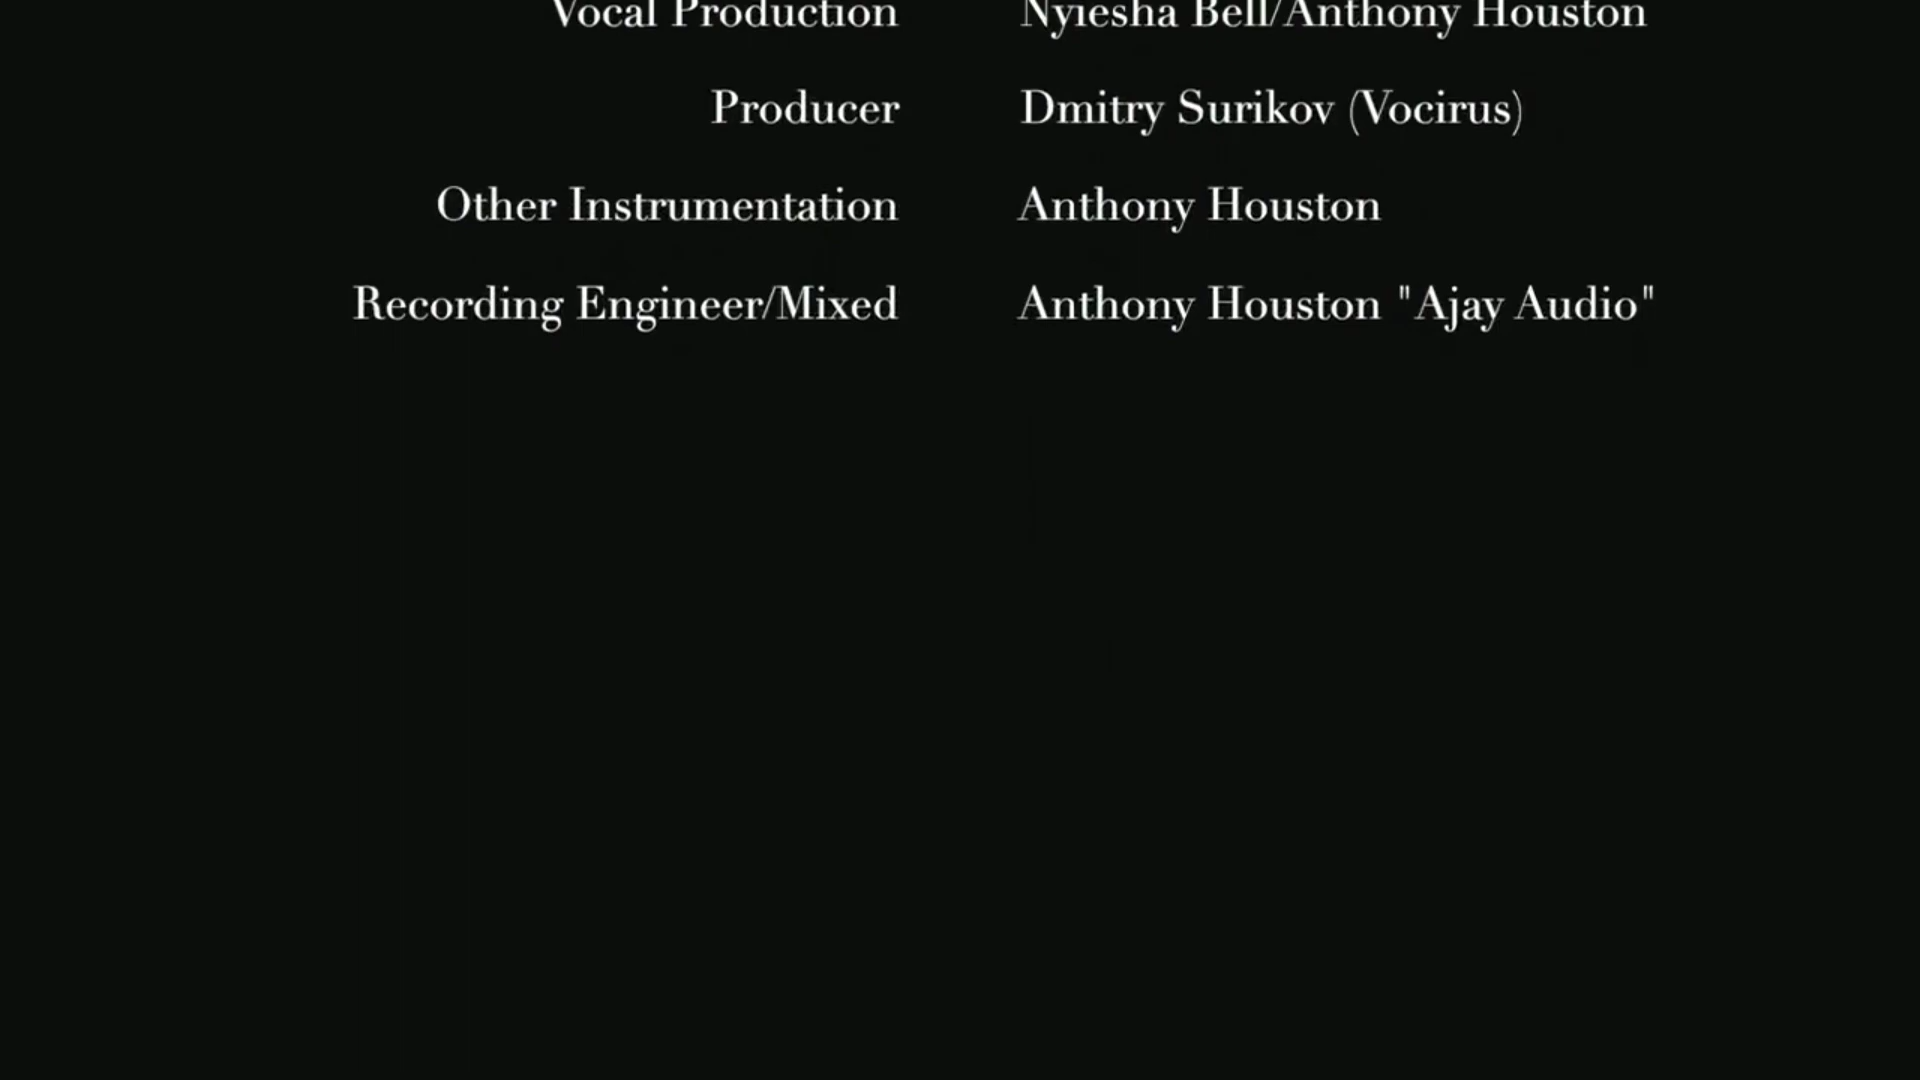 Vocal Production Nyiesha Bell/Anthony Houston
Producer Dmitry Surikov (Vocirus)
Other Instrumentation Anthony Houston
Recording Engineer/Mixed Anthony Houston "Ajay Audio"